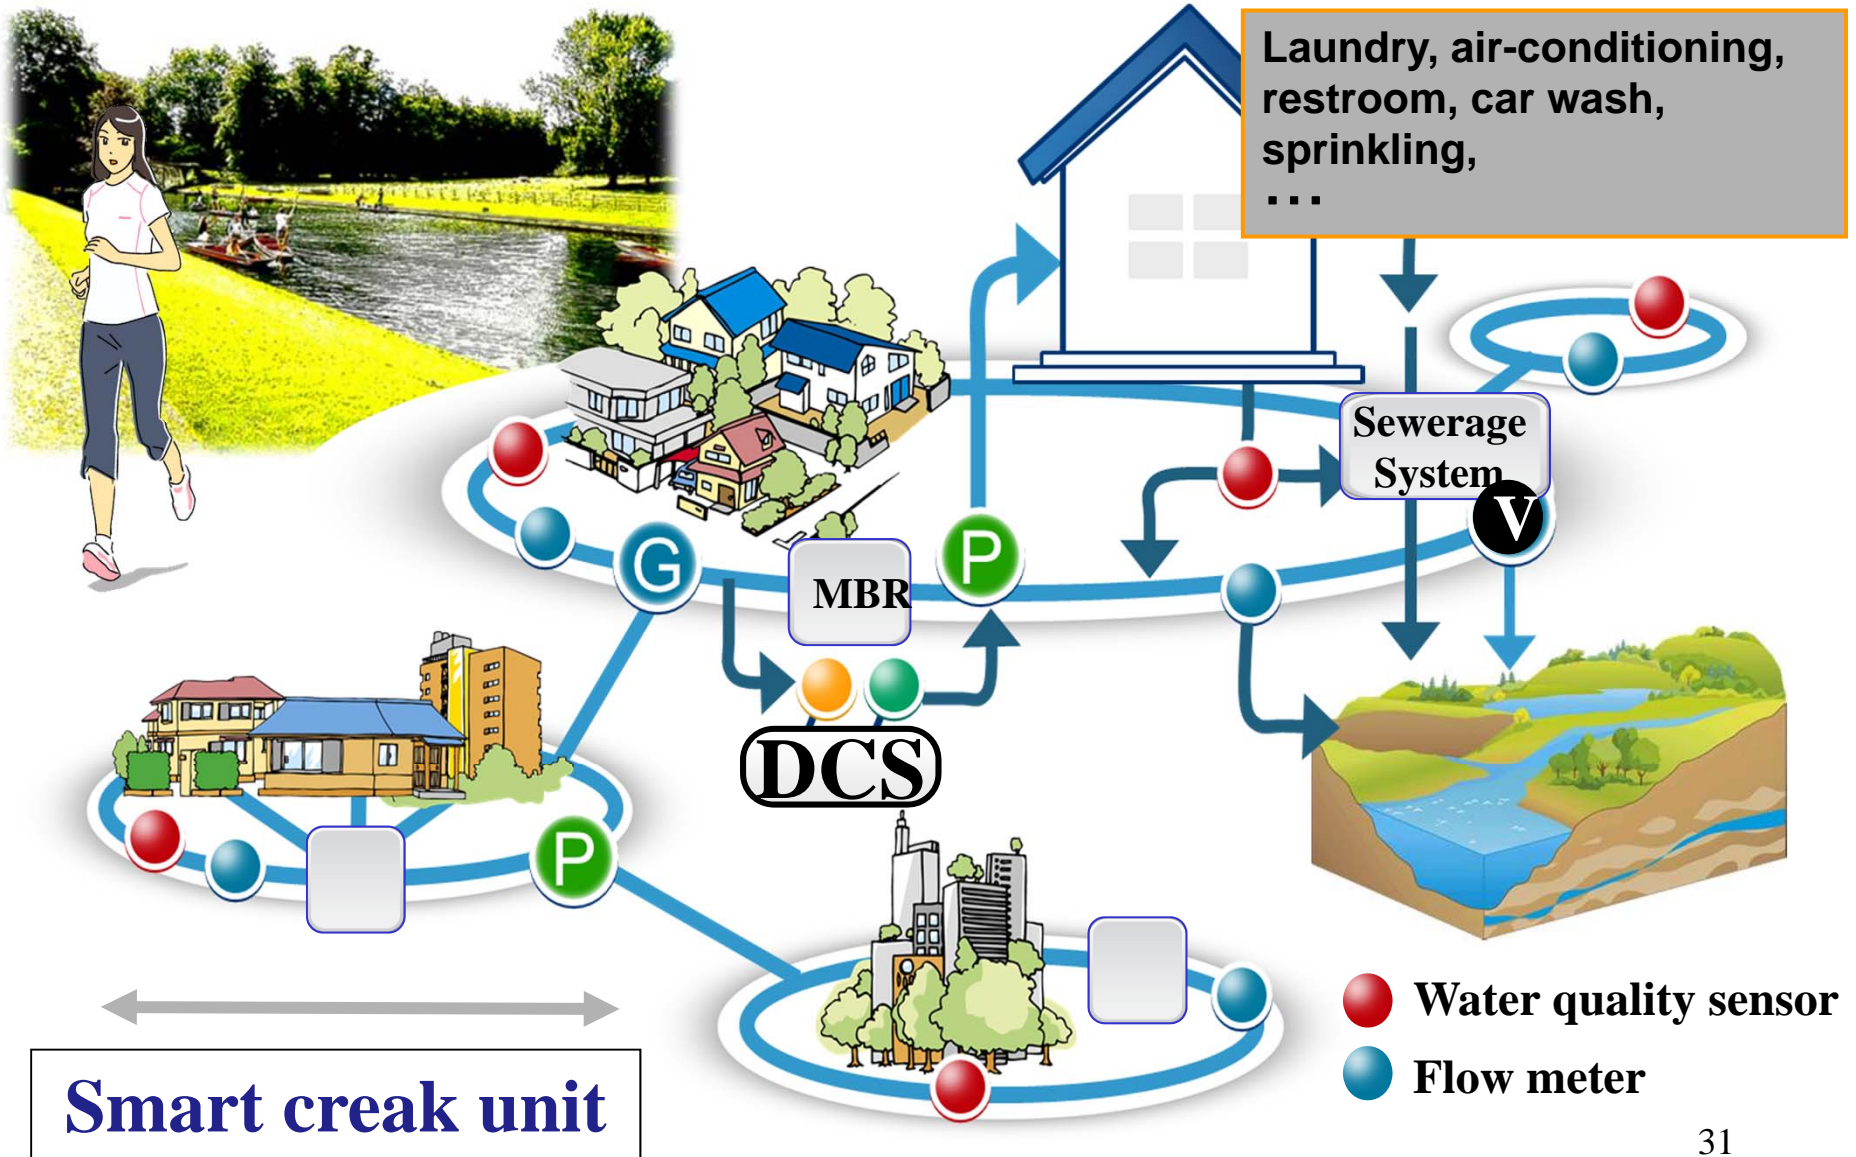 Laundry, air-conditioning,
restroom, car wash,
sprinkling,
…
Sewerage
System
V
G
P
MBR
DCS
P
Water quality sensor
Flow meter
Smart creak unit
31